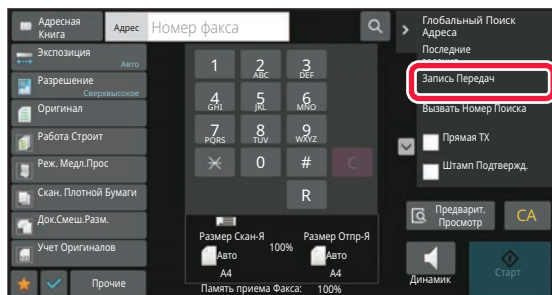 Адресная
Книга
Адрес
Номер факса
Экспозиция
Авто
Разрешение
Сверхвысокое
Оригинал
Работа Строит
Реж. Медл.Прос
Скан. Плотной Бумаги
Док.Смеш.Разм.
Учет Оригиналов
Прочие
1
2
ABC
3
DEF
4
GHI
5
JKL
6
MNO
7
PQRS
8
TUV
9
WXYZ
0
#
C
R
Размер Скан-Я
100%
Размер Отпр-Я
Авто
Авто
A4
A4
Память приема Факса: 100%
Глобальный Поиск
Адреса
Последние
Запись Передач
Вызвать Номер Поиска
Прямая TX
Штамп Подтвержд.
Предварит.
Просмотр
CA
Динамик
Старт